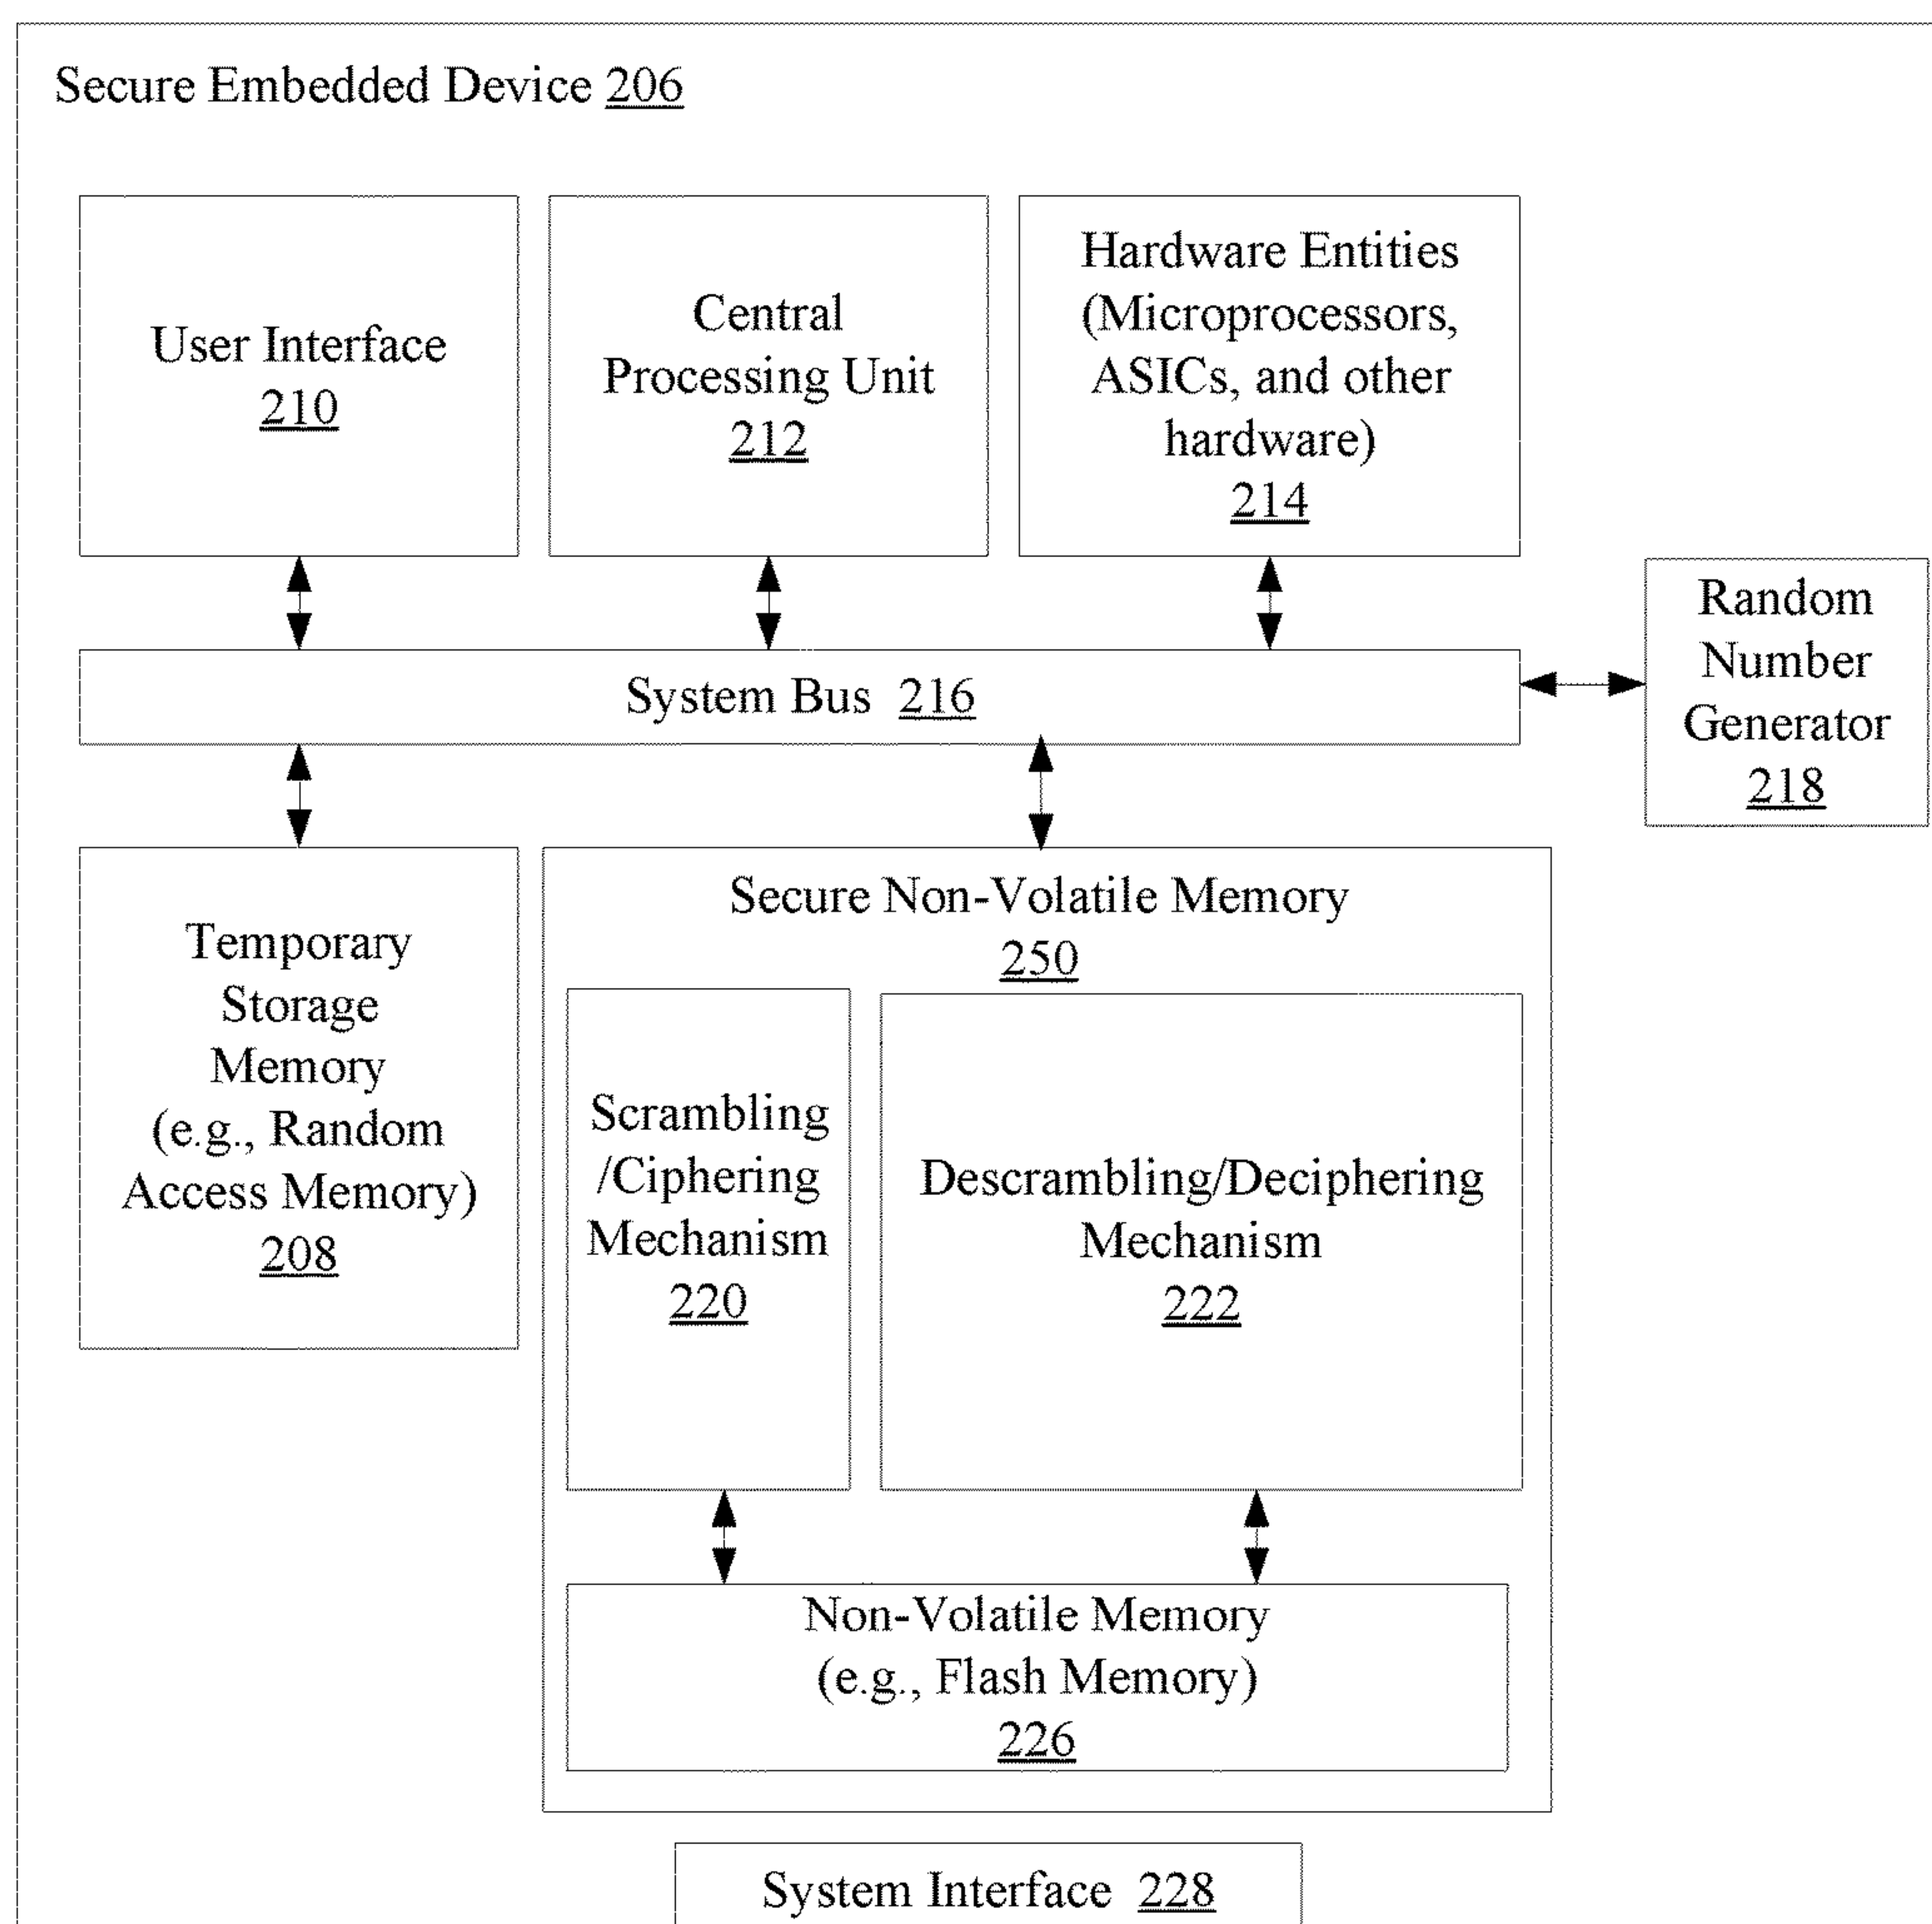 Secure Embedded Device 206
User Interface
210
Central
Processing Unit
212
Hardware Entities
(Microprocessors,
ASICs, and other
hardware)
214
Random
Number
Generator
218
System Bus 216
Temporary
Storage
Memory
(e.g., Random
Access Memory)
208
Secure Non-Volatile Memory
250
Scrambling
/Ciphering
Mechanism
220
Descrambling/Deciphering
Mechanism
222
Non-Volatile Memory
(e.g., Flash Memory)
226
System Interface 228